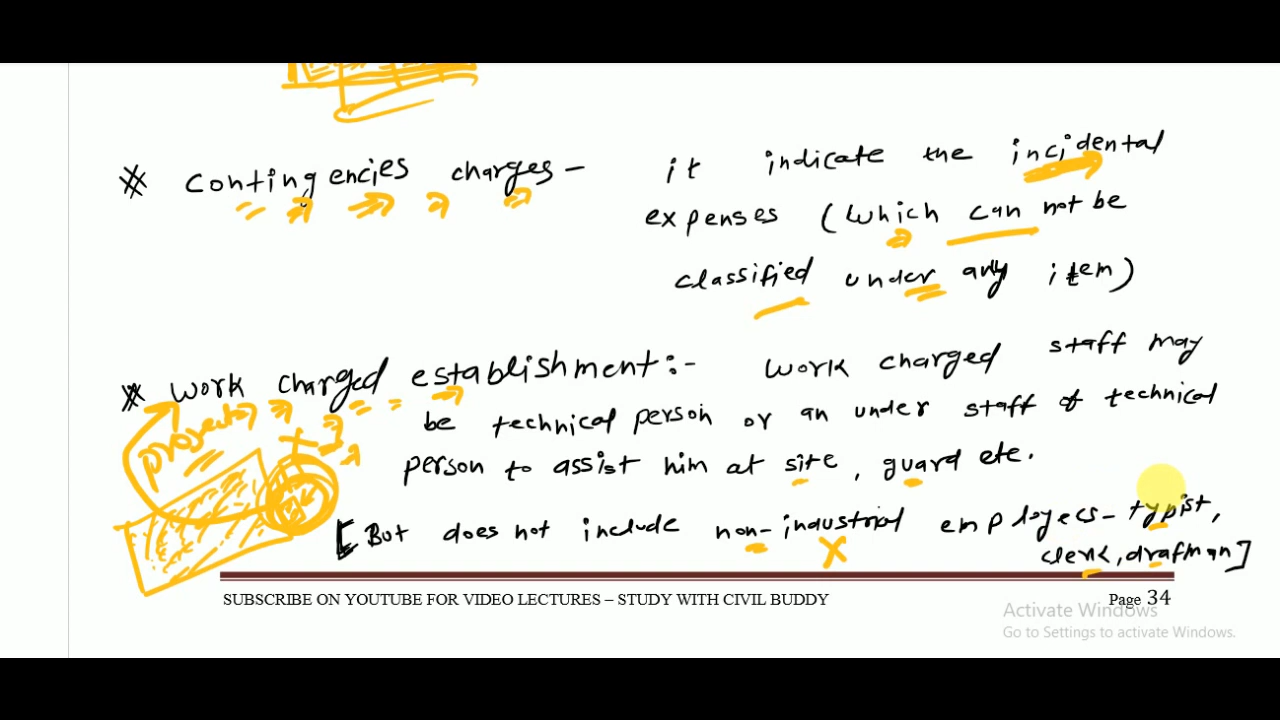 * Contingencies charges - it indicate the incidental
expenses (which can not be
classified under any item)
* Work charged establishment:- Work charged staff may
be technical person or an under staff of technical
projects
person to assist him at site, guard etc.
[But does not include non-industrial employees - typist,
clerk, drafman]
SUBSCRIBE ON YOUTUBE FOR VIDEO LECTURES – STUDY WITH CIVIL BUDDY Page 34
Activate Windows
Go to Settings to activate Windows.